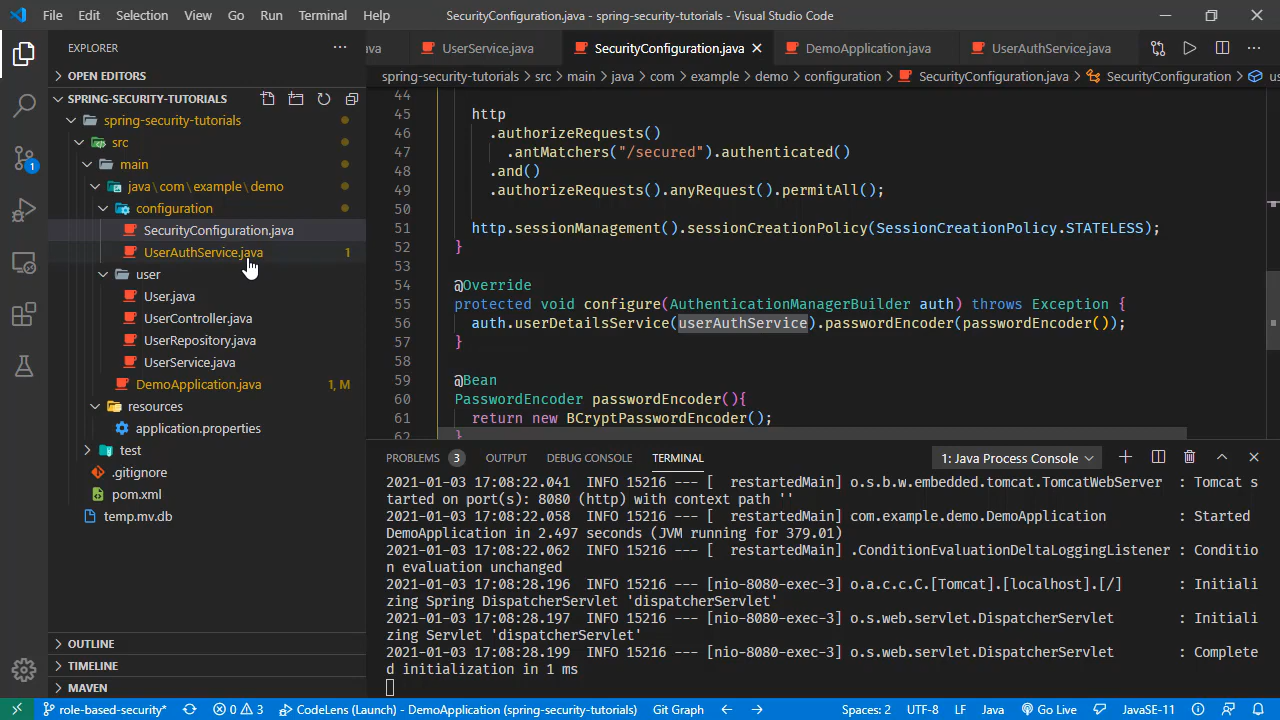 File Edit Selection View Go Run Terminal Help SecurityConfiguration.java - spring-security-tutorials - Visual Studio Code
EXPLORER
OPEN EDITORS
SPRING-SECURITY-TUTORIALS
spring-security-tutorials
src
main
java\com\example\demo
configuration
SecurityConfiguration.java
UserAuthService.java 1
user
User.java
UserController.java
UserRepository.java
UserService.java
DemoApplication.java 1, M
resources
application.properties
test
.gitignore
pom.xml
temp.mv.db
OUTLINE
TIMELINE
MAVEN
1
ava UserService.java SecurityConfiguration.java DemoApplication.java UserAuthService.java
spring-security-tutorials > src > main > java > com > example > demo > configuration > SecurityConfiguration.java > SecurityConfiguration > us
44
45 http
46 .authorizeRequests()
47 .antMatchers("/secured").authenticated()
48 .and()
49 .authorizeRequests().anyRequest().permitAll();
50
51 http.sessionManagement().sessionCreationPolicy(SessionCreationPolicy.STATELESS);
52 }
53
54 @Override
55 protected void configure(AuthenticationManagerBuilder auth) throws Exception {
56 auth.userDetailsService(userAuthService).passwordEncoder(passwordEncoder());
57 }
58
59 @Bean
60 PasswordEncoder passwordEncoder(){
61 return new BCryptPasswordEncoder();
62 }
PROBLEMS 3 OUTPUT DEBUG CONSOLE TERMINAL 1: Java Process Console
2021-01-03 17:08:22.041 INFO 15216 --- [ restartedMain] o.s.b.w.embedded.tomcat.TomcatWebServer : Tomcat s
tarted on port(s): 8080 (http) with context path ''
2021-01-03 17:08:22.058 INFO 15216 --- [ restartedMain] com.example.demo.DemoApplication : Started
DemoApplication in 2.497 seconds (JVM running for 379.01)
2021-01-03 17:08:22.062 INFO 15216 --- [ restartedMain] .ConditionEvaluationDeltaLoggingListener : Conditio
n evaluation unchanged
2021-01-03 17:08:28.196 INFO 15216 --- [nio-8080-exec-3] o.a.c.c.C.[Tomcat].[localhost].[/] : Initiali
zing Spring DispatcherServlet 'dispatcherServlet'
2021-01-03 17:08:28.197 INFO 15216 --- [nio-8080-exec-3] o.s.web.servlet.DispatcherServlet : Initiali
zing Servlet 'dispatcherServlet'
2021-01-03 17:08:28.199 INFO 15216 --- [nio-8080-exec-3] o.s.web.servlet.DispatcherServlet : Complete
d initialization in 1 ms
role-based-security* 0 3 CodeLens (Launch) - DemoApplication (spring-security-tutorials) Git Graph Spaces: 2 UTF-8 LF Java Go Live JavaSE-11